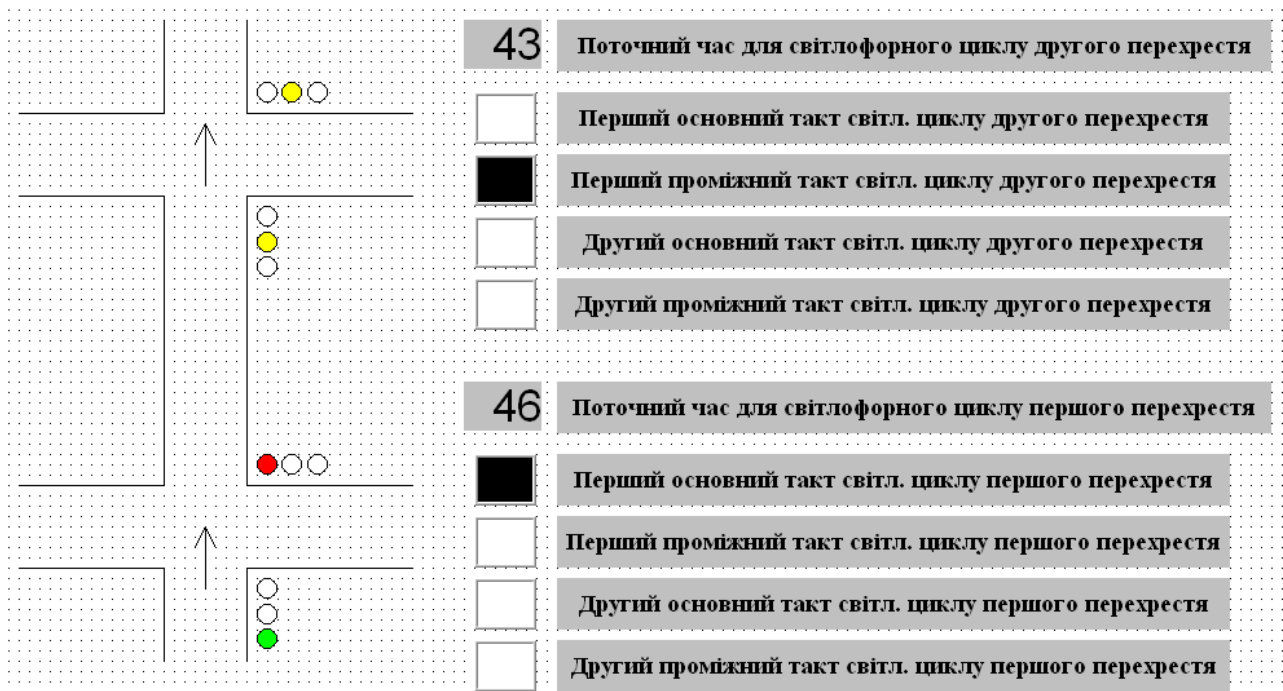 43 Поточний час для світлофорного циклу другого перехрестя
Перший основний такт світл. циклу другого перехрестя
Перший проміжний такт світл. циклу другого перехрестя
Другий основний такт світл. циклу другого перехрестя
Другий проміжний такт світл. циклу другого перехрестя
46 Поточний час для світлофорного циклу першого перехрестя
Перший основний такт світл. циклу першого перехрестя
Перший проміжний такт світл. циклу першого перехрестя
Другий основний такт світл. циклу першого перехрестя
Другий проміжний такт світл. циклу першого перехрестя